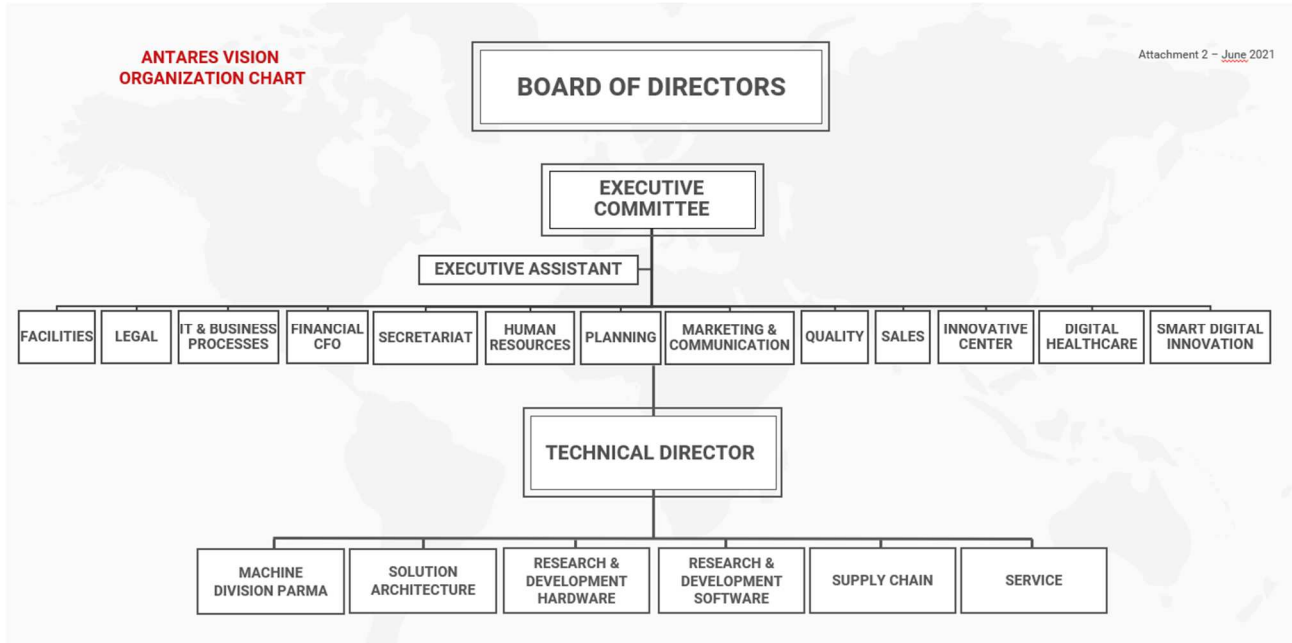 ANTARES VISION
ORGANIZATION CHART
Attachment 2 – June 2021
BOARD OF DIRECTORS
EXECUTIVE
COMMITTEE
EXECUTIVE ASSISTANT
FACILITIES
LEGAL
IT & BUSINESS
PROCESSES
FINANCIAL
CFO
SECRETARIAT
HUMAN
RESOURCES
PLANNING
MARKETING &
COMMUNICATION
QUALITY
SALES
INNOVATIVE
CENTER
DIGITAL
HEALTHCARE
SMART DIGITAL
INNOVATION
TECHNICAL DIRECTOR
MACHINE
DIVISION PARMA
SOLUTION
ARCHITECTURE
RESEARCH &
DEVELOPMENT
HARDWARE
RESEARCH &
DEVELOPMENT
SOFTWARE
SUPPLY CHAIN
SERVICE